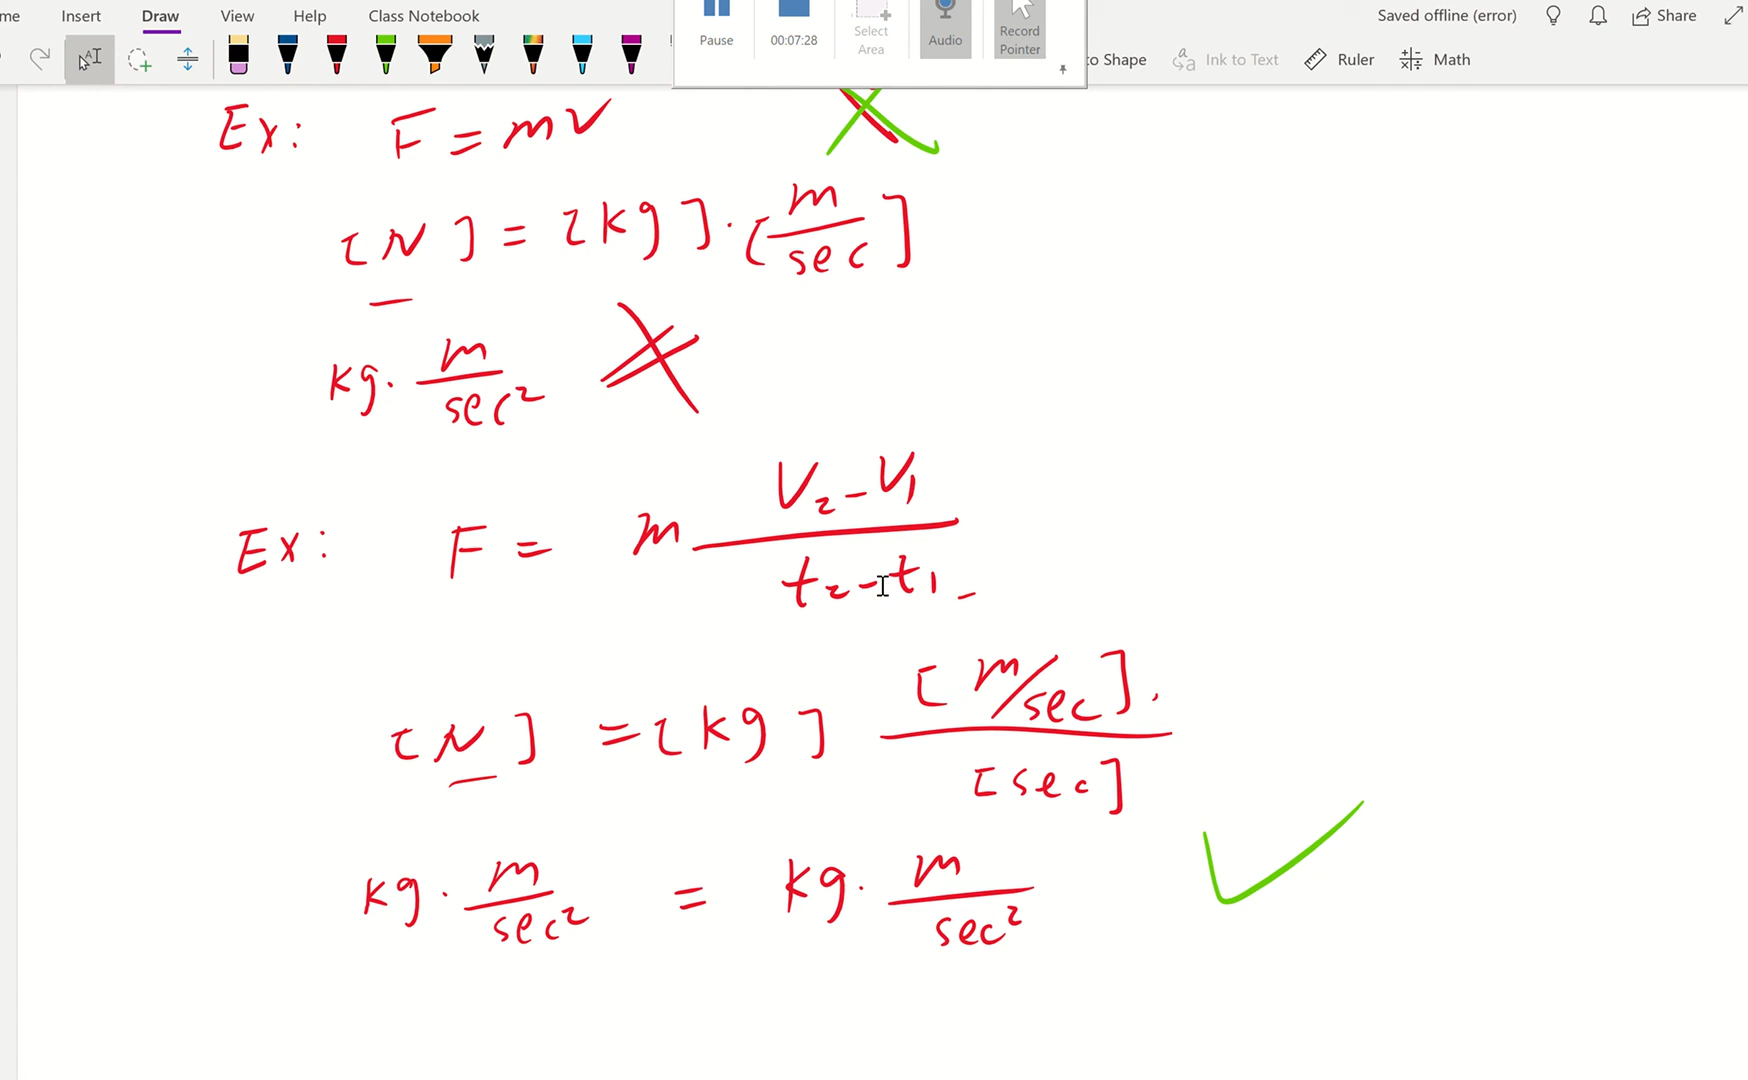 me Insert Draw View Help Class Notebook
Pause 00:07:28 Select Area Audio Record Pointer
Saved offline (error) Share
to Shape Ink to Text Ruler Math
Ex: F = mv
[N] = [kg] · [m/sec]
kg · m/sec²
Ex: F = m (V₂ - V₁)/(t₂ - t₁)
[N] = [kg] [m/sec]/[sec]
kg · m/sec² = kg · m/sec²